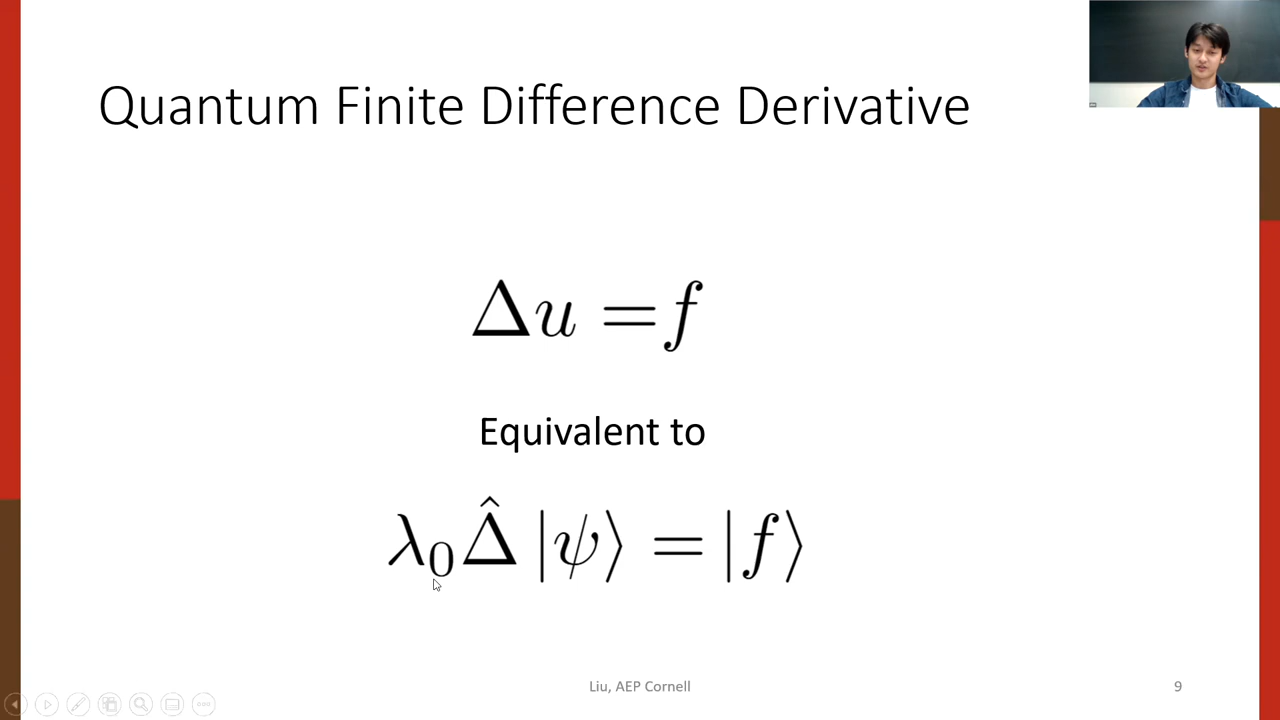 Quantum Finite Difference Derivative
Δu =f
Equivalent to
λ₀Δ̂ |ψ⟩ = |f⟩
Liu, AEP Cornell
9